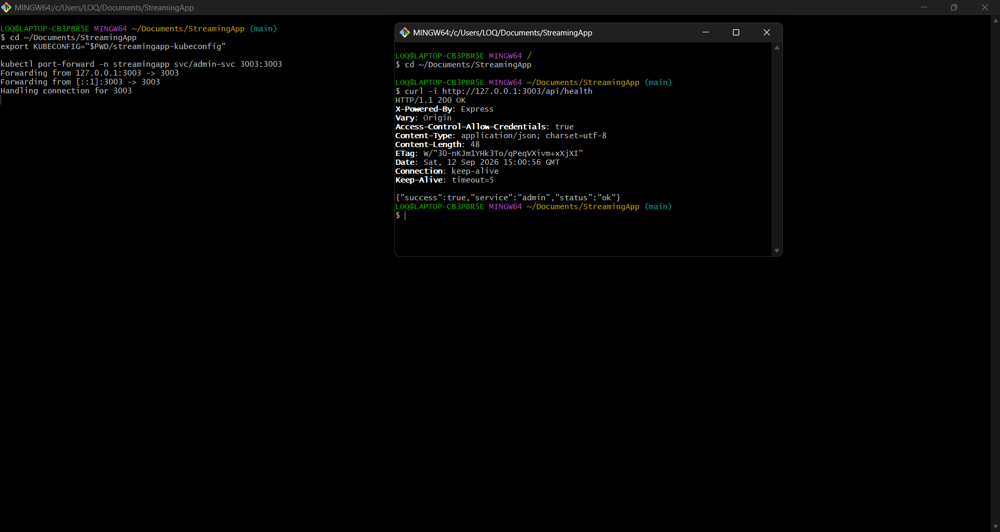 MINGW64:/c/Users/LOQ/Documents/StreamingApp
LOQ@LAPTOP-CB3PBR5E MINGW64 ~/Documents/StreamingApp (main)
$ cd ~/Documents/StreamingApp
export KUBECONFIG="$PWD/streamingapp-kubeconfig"
kubectl port-forward -n streamingapp svc/admin-svc 3003:3003
Forwarding from 127.0.0.1:3003 -> 3003
Forwarding from [::1]:3003 -> 3003
Handling connection for 3003
MINGW64:/c/Users/LOQ/Documents/StreamingApp
LOQ@LAPTOP-CB3PBR5E MINGW64 /
$ cd ~/Documents/StreamingApp
LOQ@LAPTOP-CB3PBR5E MINGW64 ~/Documents/StreamingApp (main)
$ curl -i http://127.0.0.1:3003/api/health
HTTP/1.1 200 OK
X-Powered-By: Express
Vary: Origin
Access-Control-Allow-Credentials: true
Content-Type: application/json; charset=utf-8
Content-Length: 48
ETag: W/"30-nKJm1YHk3To/qPeqVXivm+xXjXI"
Date: Sat, 12 Sep 2026 15:00:56 GMT
Connection: keep-alive
Keep-Alive: timeout=5
{"success":true,"service":"admin","status":"ok"}
LOQ@LAPTOP-CB3PBR5E MINGW64 ~/Documents/StreamingApp (main)
$